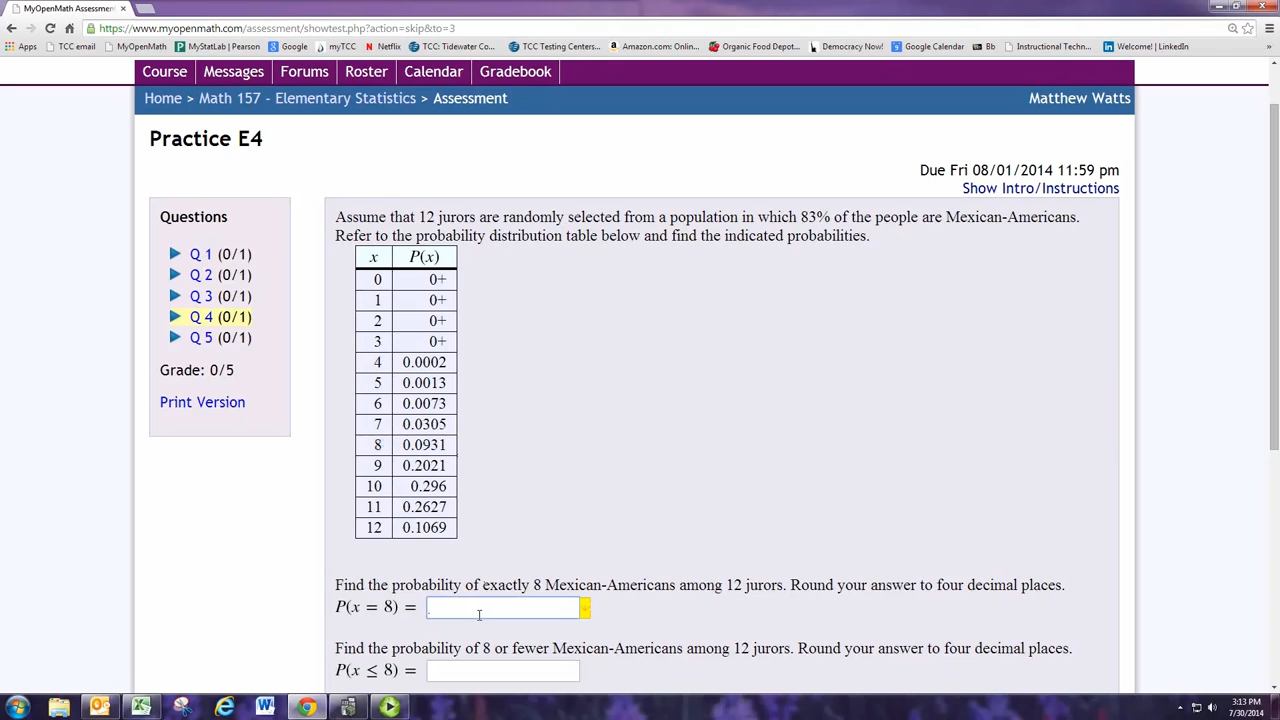 MyOpenMath Assessment
https://www.myopenmath.com/assessment/showtest.php?action=skip&to=3
Apps TCC email MyOpenMath MyStatLab | Pearson Google myTCC Netflix TCC: Tidewater Co... TCC Testing Centers... Amazon.com: Onlin... Organic Food Depot... Democracy Now! Google Calendar Bb Instructional Techn... Welcome! | LinkedIn
Course Messages Forums Roster Calendar Gradebook
Home > Math 157 - Elementary Statistics > Assessment Matthew Watts
Practice E4
Due Fri 08/01/2014 11:59 pm
Show Intro/Instructions
Questions
Q 1 (0/1)
Q 2 (0/1)
Q 3 (0/1)
Q 4 (0/1)
Q 5 (0/1)
Grade: 0/5
Print Version
Assume that 12 jurors are randomly selected from a population in which 83% of the people are Mexican-Americans.
Refer to the probability distribution table below and find the indicated probabilities.
x P(x)
0 0+
1 0+
2 0+
3 0+
4 0.0002
5 0.0013
6 0.0073
7 0.0305
8 0.0931
9 0.2021
10 0.296
11 0.2627
12 0.1069
Find the probability of exactly 8 Mexican-Americans among 12 jurors. Round your answer to four decimal places.
P(x = 8) = .
Find the probability of 8 or fewer Mexican-Americans among 12 jurors. Round your answer to four decimal places.
P(x ≤ 8) =
3:13 PM
7/30/2014